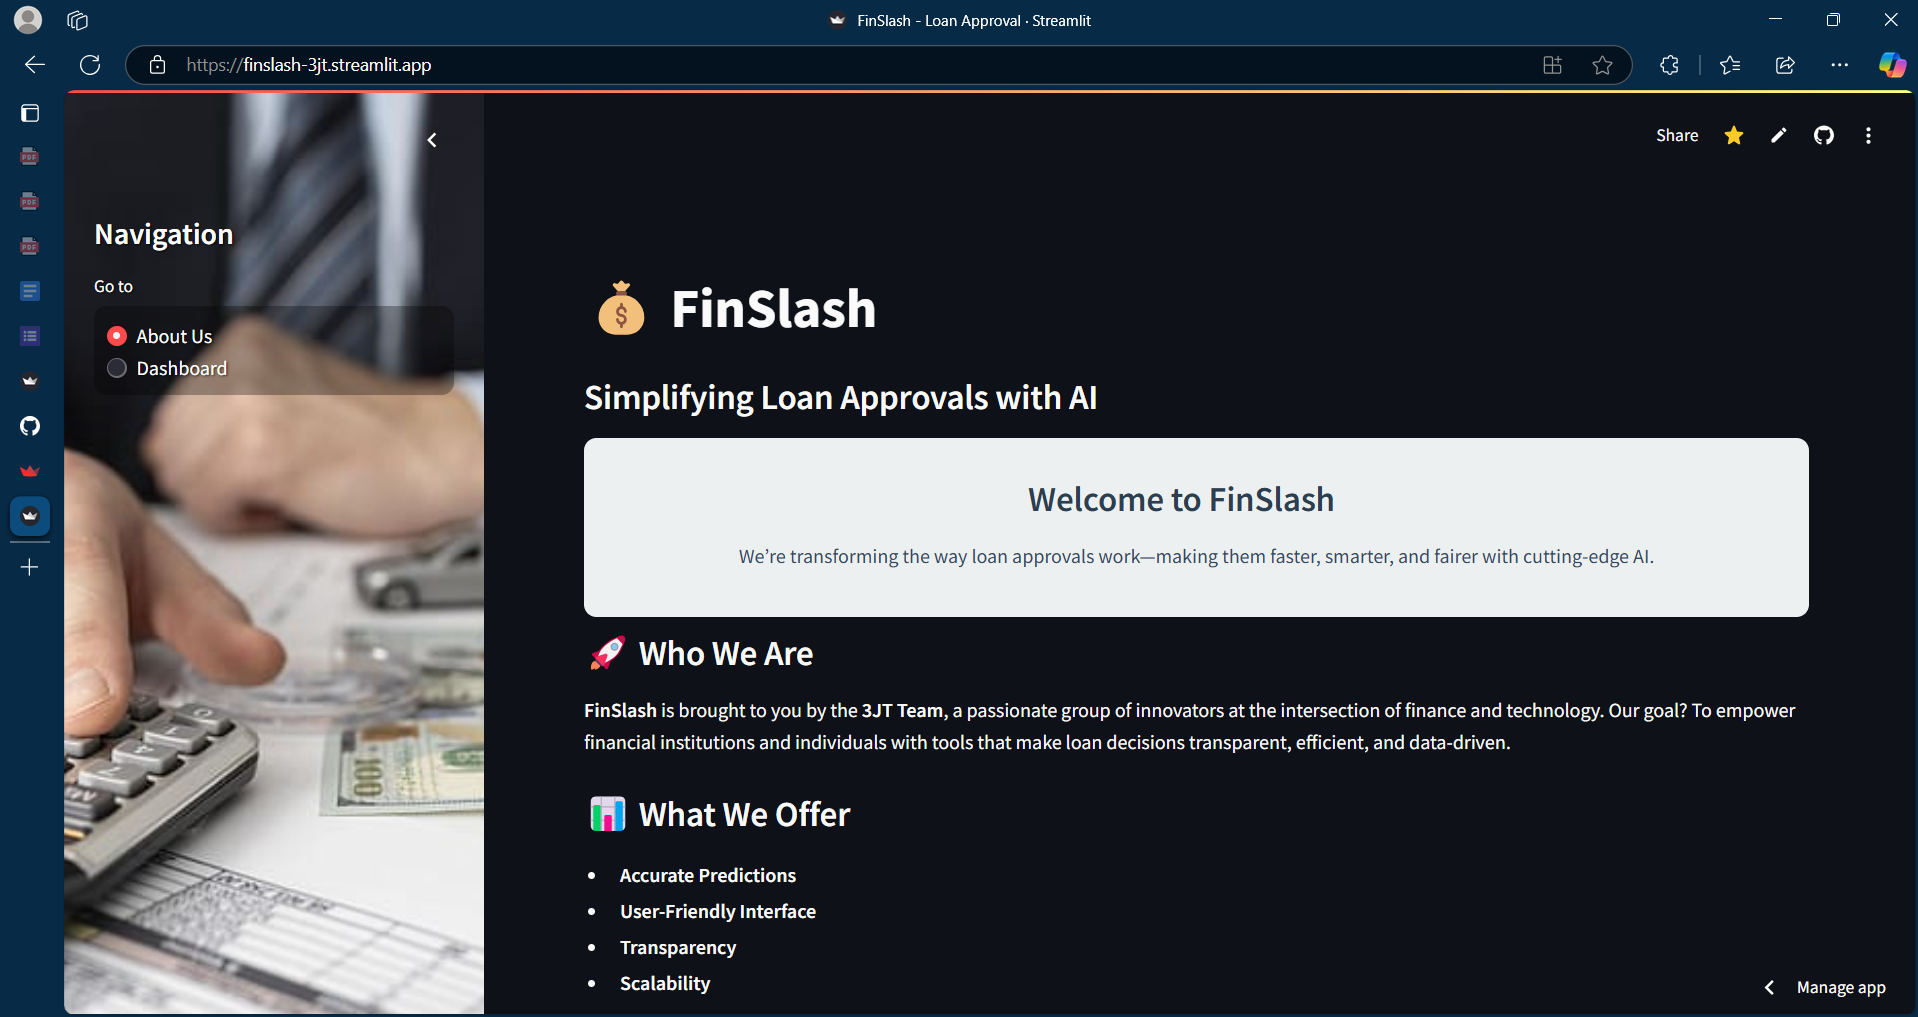 FinSlash - Loan Approval · Streamlit
https://finslash-3jt.streamlit.app
PDF
PDF
PDF
Share
Navigation
Go to
About Us
Dashboard
$ FinSlash
Simplifying Loan Approvals with AI
Welcome to FinSlash
We’re transforming the way loan approvals work—making them faster, smarter, and fairer with cutting-edge AI.
Who We Are
FinSlash is brought to you by the 3JT Team, a passionate group of innovators at the intersection of finance and technology. Our goal? To empower
financial institutions and individuals with tools that make loan decisions transparent, efficient, and data-driven.
What We Offer
• Accurate Predictions
• User-Friendly Interface
• Transparency
• Scalability
Manage app
100